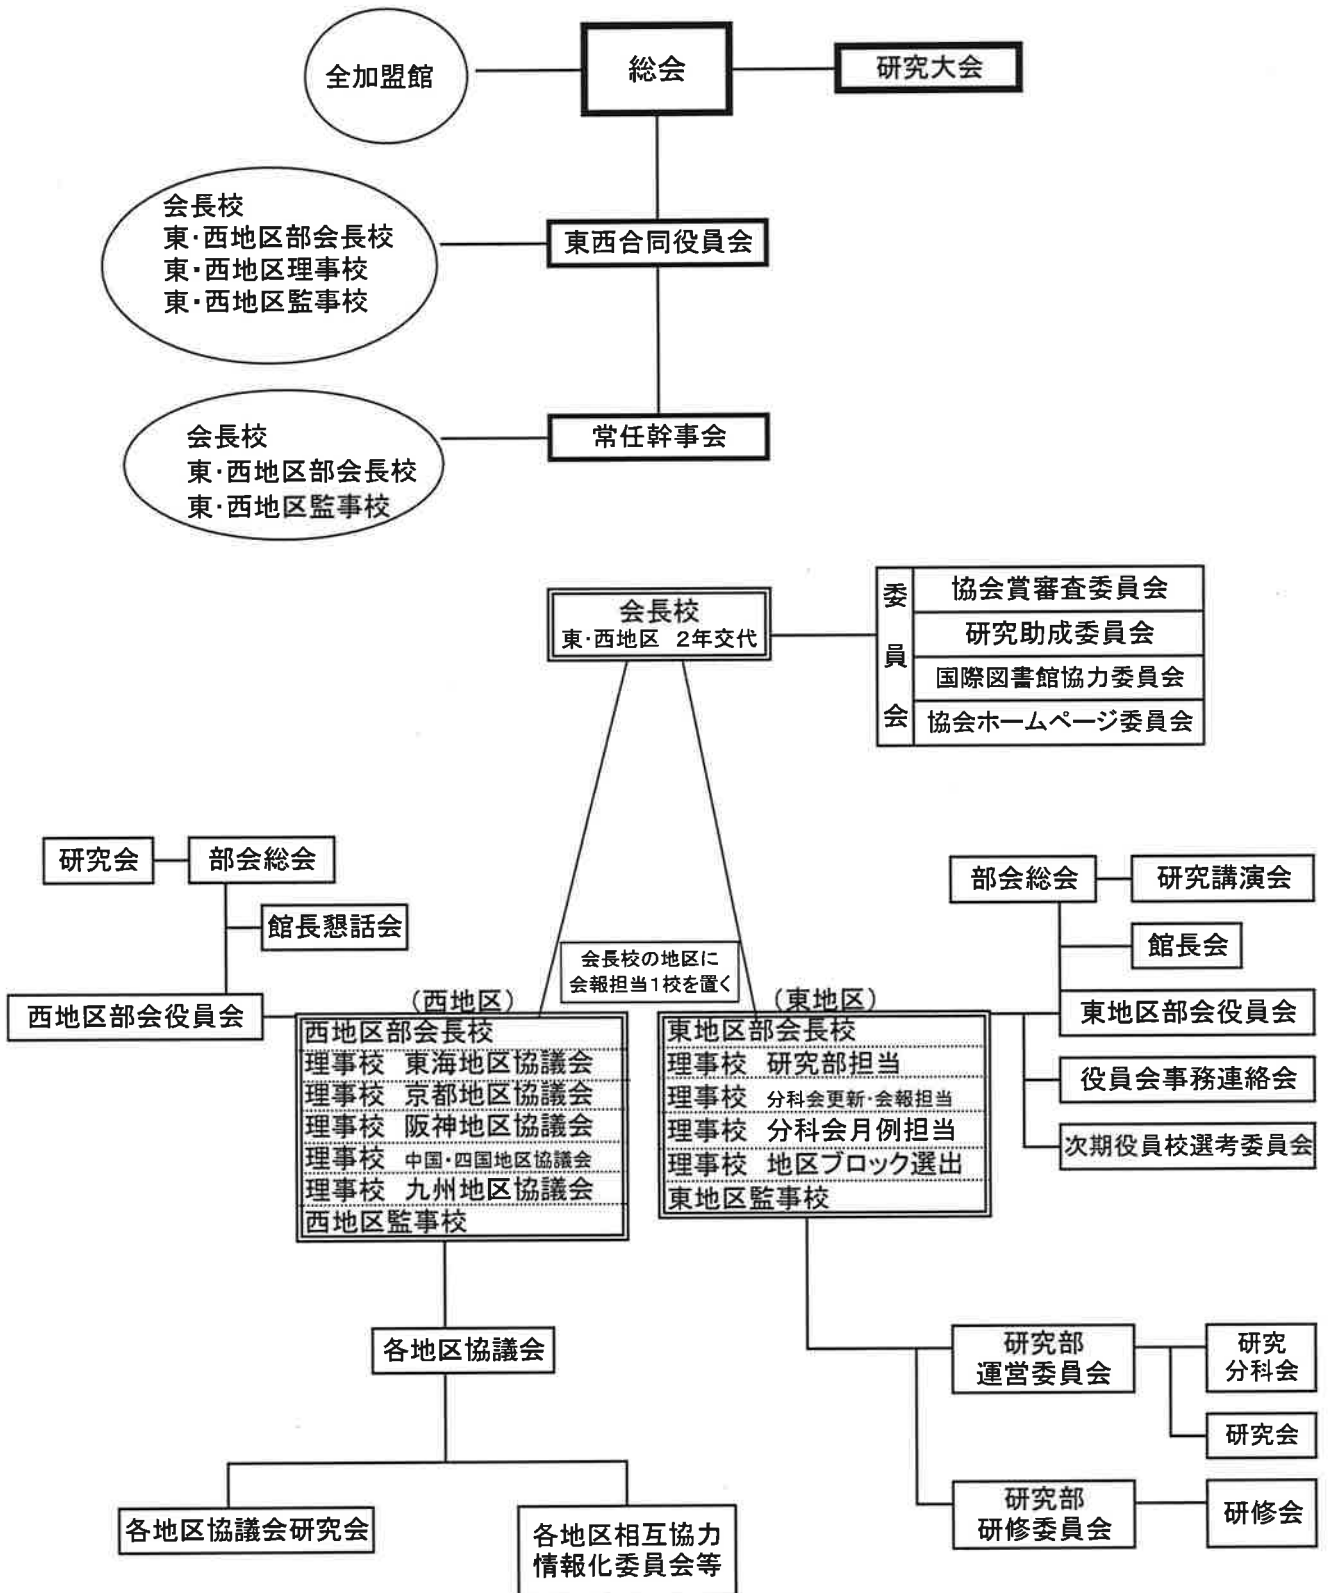 全加盟館
総会
研究大会
会長校
東・西地区部会長校
東・西地区理事校
東・西地区監事校
東西合同役員会
会長校
東・西地区部会長校
東・西地区監事校
常任幹事会
会長校
東・西地区 2年交代
委員会
協会賞審査委員会
研究助成委員会
国際図書館協力委員会
協会ホームページ委員会
研究会
部会総会
館長懇話会
西地区部会役員会
会長校の地区に
会報担当1校を置く
部会総会
研究講演会
館長会
東地区部会役員会
役員会事務連絡会
次期役員校選考委員会
(西地区)
西地区部会長校
理事校 東海地区協議会
理事校 京都地区協議会
理事校 阪神地区協議会
理事校 中国・四国地区協議会
理事校 九州地区協議会
西地区監事校
(東地区)
東地区部会長校
理事校 研究部担当
理事校 分科会更新・会報担当
理事校 分科会月例担当
理事校 地区ブロック選出
東地区監事校
各地区協議会
各地区協議会研究会
各地区相互協力
情報化委員会等
研究部
運営委員会
研究
分科会
研究会
研究部
研修委員会
研修会